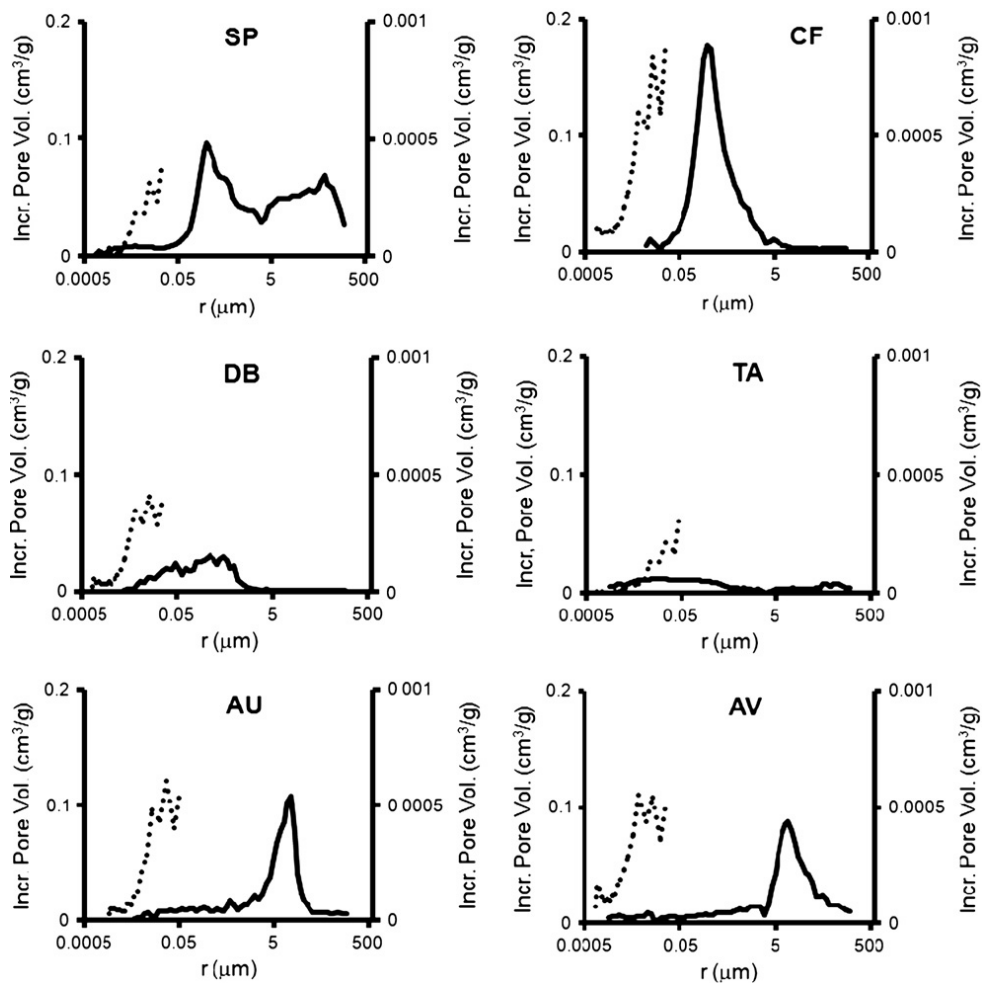 SP
0.2
0.1
0
0.001
0.0005
0
Incr. Pore Vol. (cm³/g)
Incr. Pore Vol. (cm³/g)
0.0005 0.05 5 500
r (μm)
CF
0.2
0.1
0
0.001
0.0005
0
Incr. Pore Vol. (cm³/g)
Incr. Pore Vol. (cm³/g)
0.0005 0.05 5 500
r (μm)
DB
0.2
0.1
0
0.001
0.0005
0
Incr. Pore Vol. (cm³/g)
Incr. Pore Vol. (cm³/g)
0.0005 0.05 5 500
r (μm)
TA
0.2
0.1
0
0.001
0.0005
0
Incr, Pore Vol. (cm³/g)
Incr. Pore Vol. (cm³/g)
0.0005 0.05 5 500
r (μm)
AU
0.2
0.1
0
0.001
0.0005
0
Incr. Pore Vol. (cm³/g)
Incr. Pore Vol. (cm³/g)
0.0005 0.05 5 500
r (μm)
AV
0.2
0.1
0
0.001
0.0005
0
Incr. Pore Vol. (cm³/g)
Incr. Pore Vol. (cm³/g)
0.0005 0.05 5 500
r (μm)